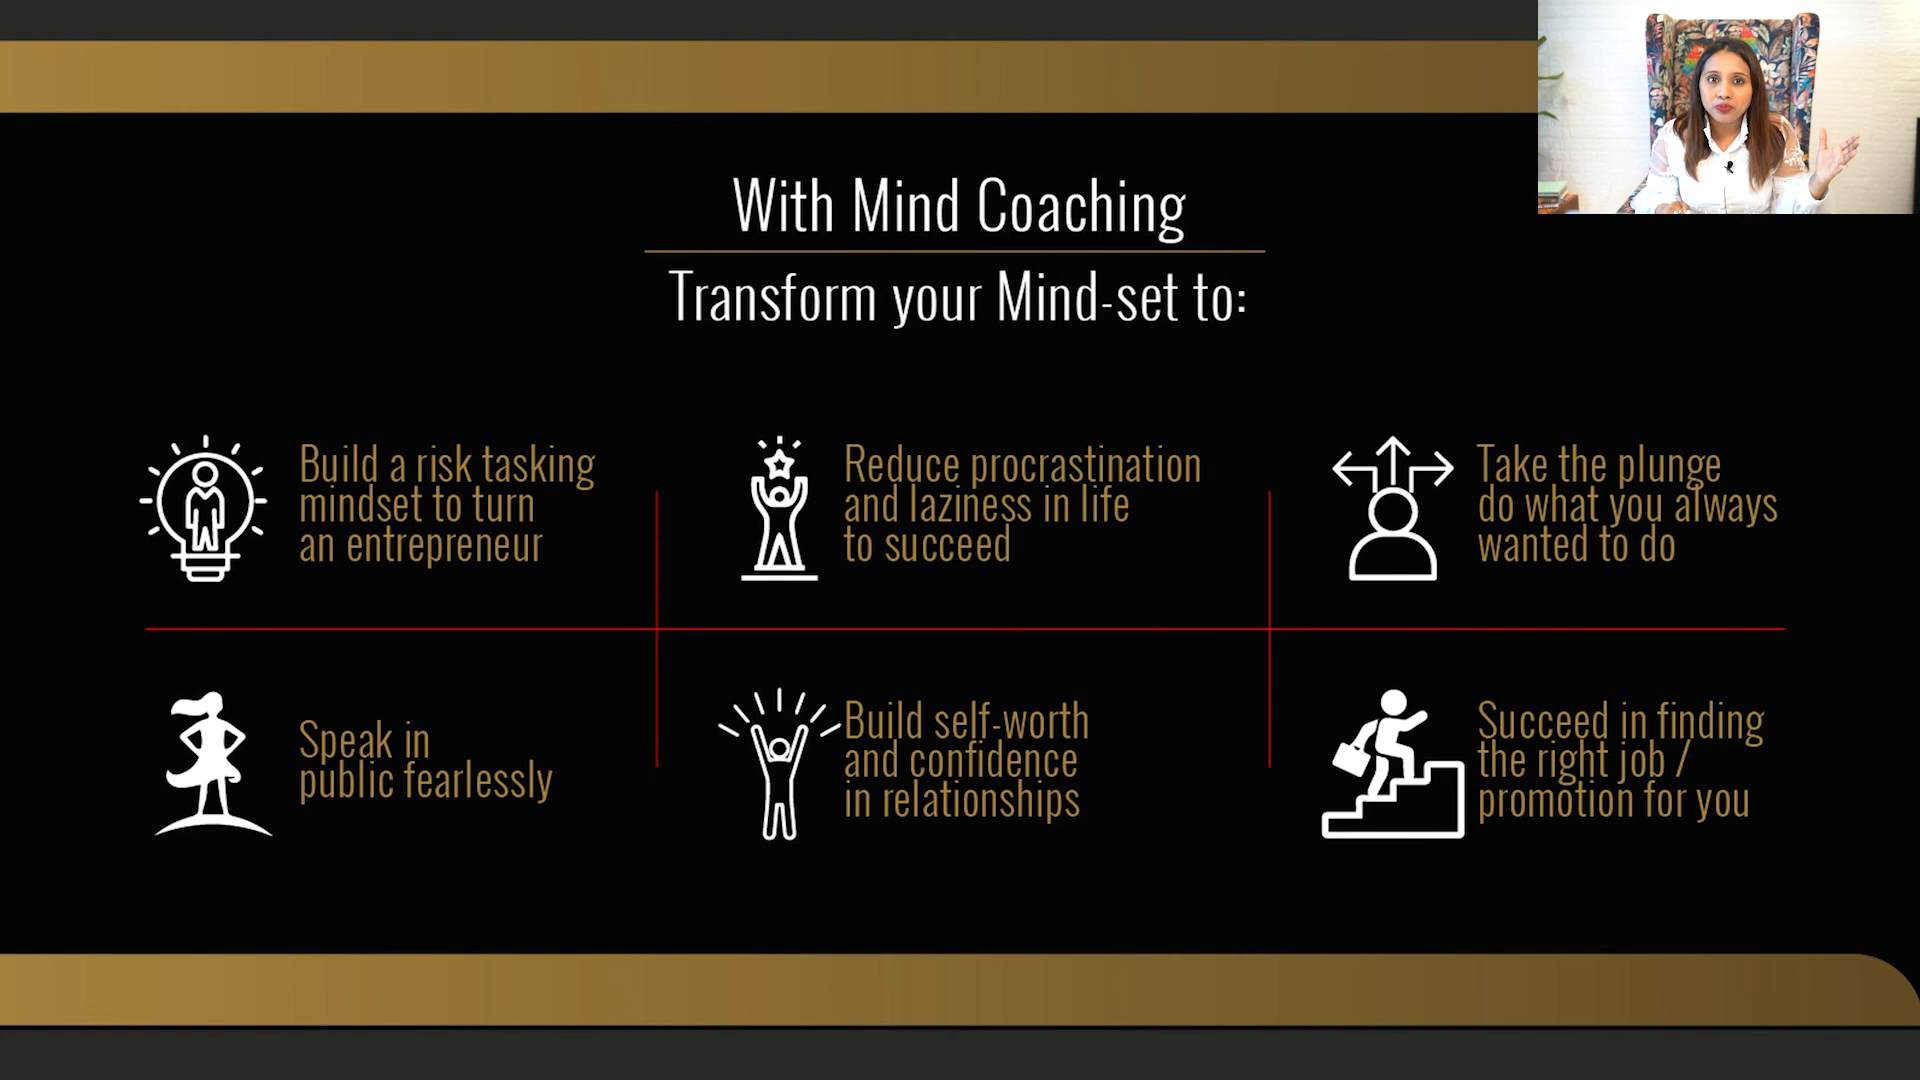 With Mind Coaching
Transform your Mind-set to:
Build a risk tasking
mindset to turn
an entrepreneur
Reduce procrastination
and laziness in life
to succeed
Take the plunge
do what you always
wanted to do
Speak in
public fearlessly
Build self-worth
and confidence
in relationships
Succeed in finding
the right job /
promotion for you